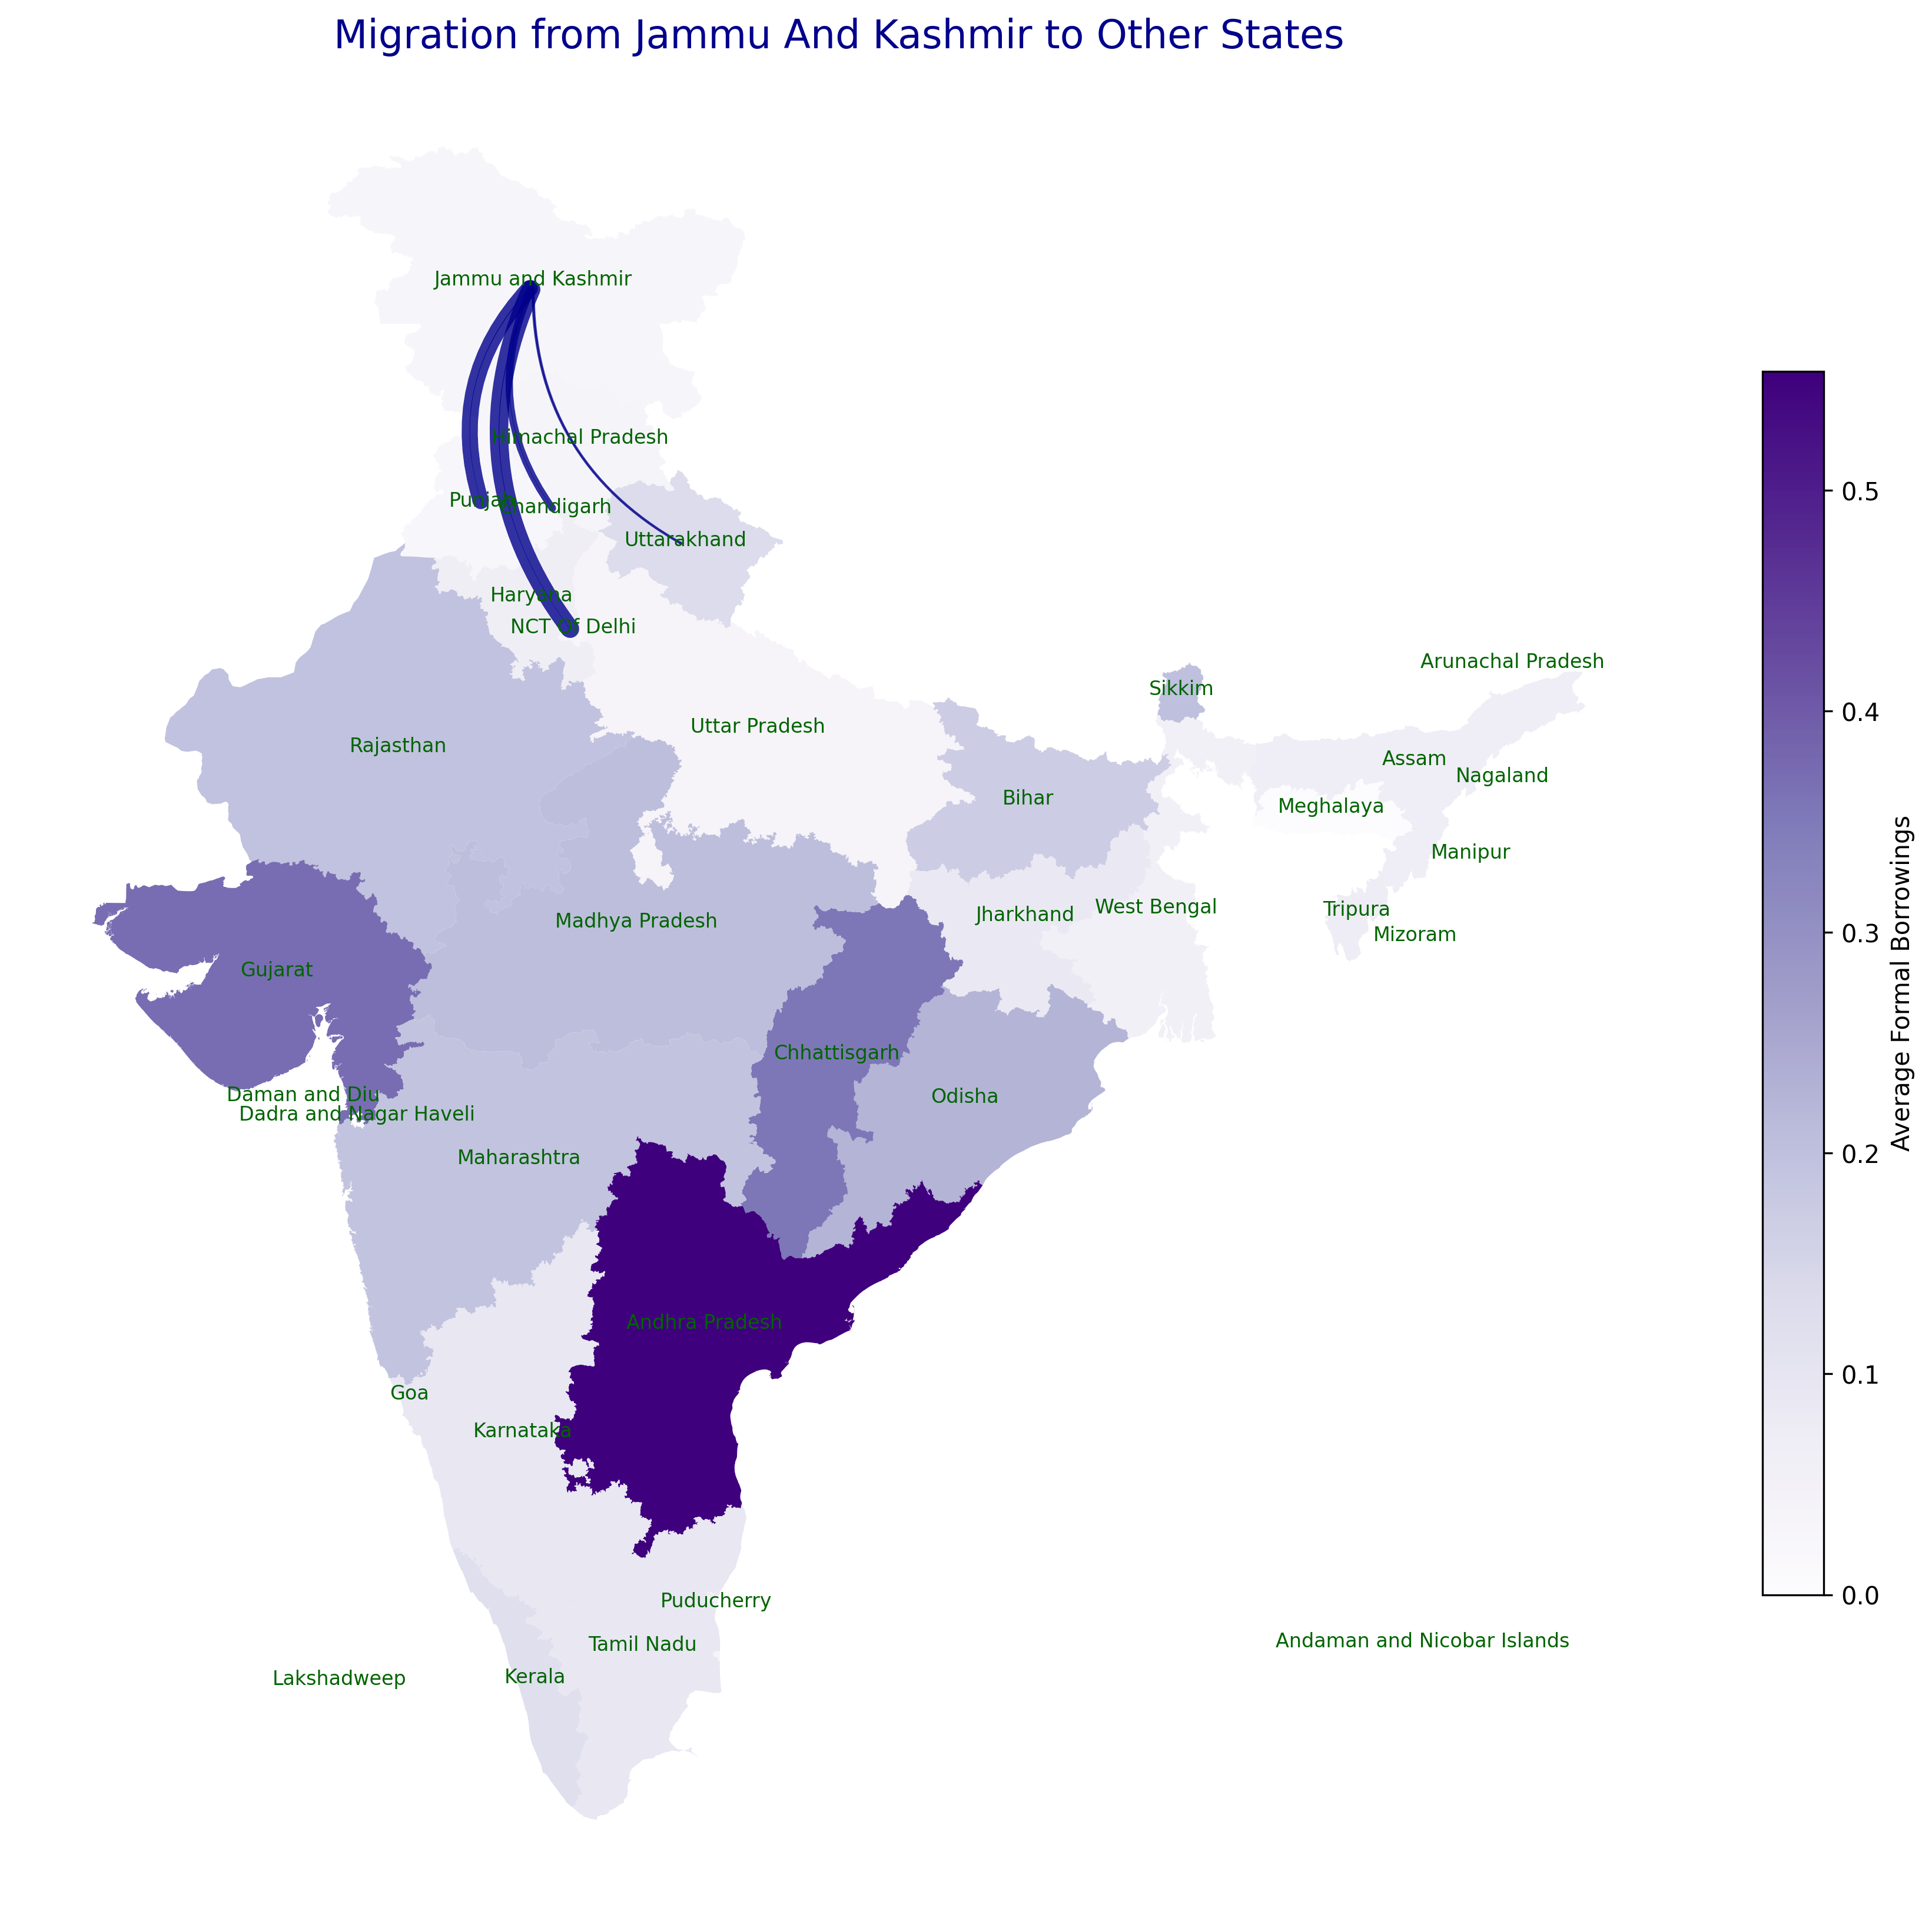 Migration from Jammu And Kashmir to Other States
Jammu and Kashmir
Himachal Pradesh
Punjab
Chandigarh
Uttarakhand
Haryana
NCT Of Delhi
Arunachal Pradesh
Sikkim
Uttar Pradesh
Rajasthan
Assam
Nagaland
Bihar
Meghalaya
Manipur
West Bengal
Jharkhand
Tripura
Madhya Pradesh
Mizoram
Gujarat
Chhattisgarh
Daman and Diu
Odisha
Dadra and Nagar Haveli
Maharashtra
Andhra Pradesh
Goa
Karnataka
Puducherry
Andaman and Nicobar Islands
Tamil Nadu
Kerala
Lakshadweep
0.5
0.4
0.3
0.2
0.1
0.0
Average Formal Borrowings